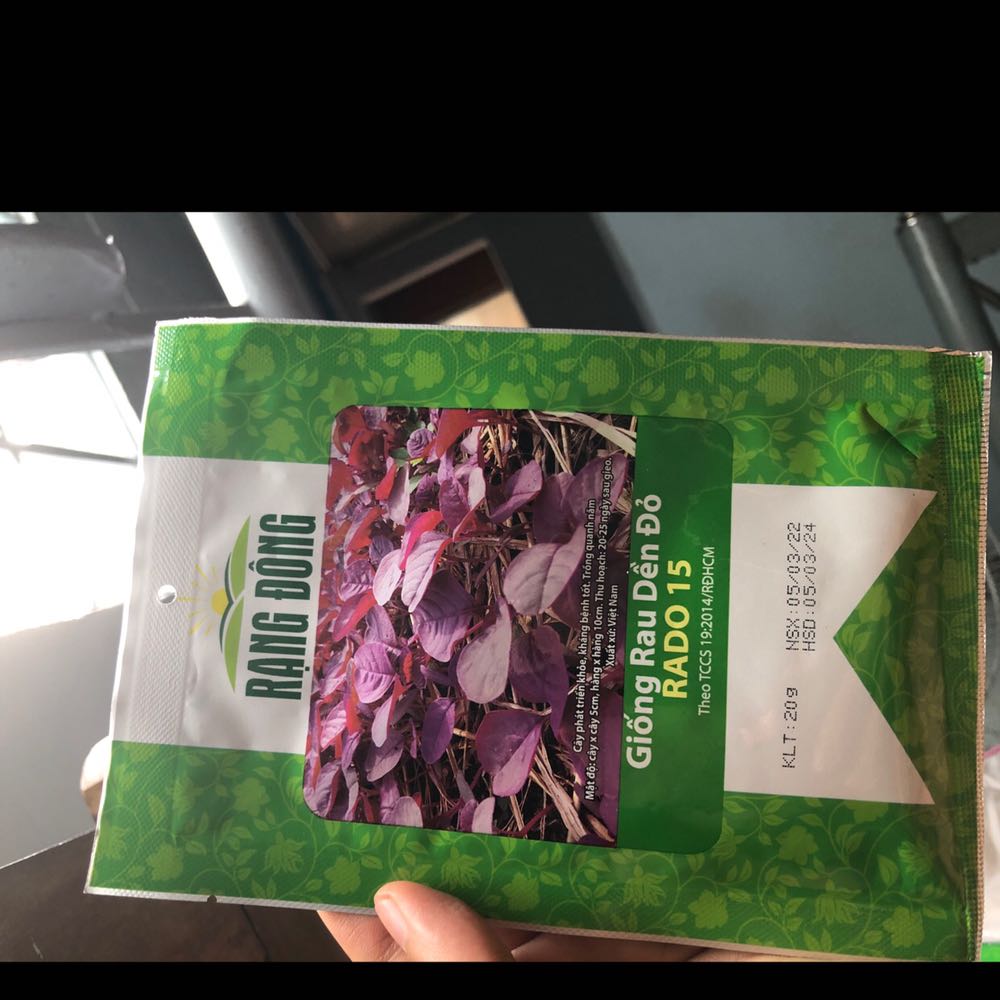 RẠNG ĐÔNG
Cây phát triển khỏe, kháng bệnh tốt. Trồng quanh năm
Mật độ: cây x cây 5cm, hàng x hàng 10cm. Thu hoạch: 20-25 ngày sau gieo.
Xuất xứ: Việt Nam
Giống Rau Dền Đỏ
RADO 15
Theo TCCS 19:2014/RĐHCM
KLT:20g NSX:05/03/22
HSD:05/03/24